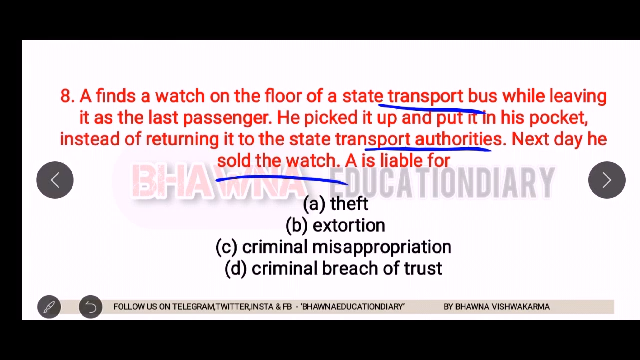 8. A finds a watch on the floor of a state transport bus while leaving
it as the last passenger. He picked it up and put it in his pocket,
instead of returning it to the state transport authorities. Next day he
sold the watch. A is liable for
BHAWNA EDUCATIONDIARY
(a) theft
(b) extortion
(c) criminal misappropriation
(d) criminal breach of trust
FOLLOW US ON TELEGRAM,TWITTER,INSTA & FB - 'BHAWNAEDUCATIONDIARY' BY BHAWNA VISHWAKARMA